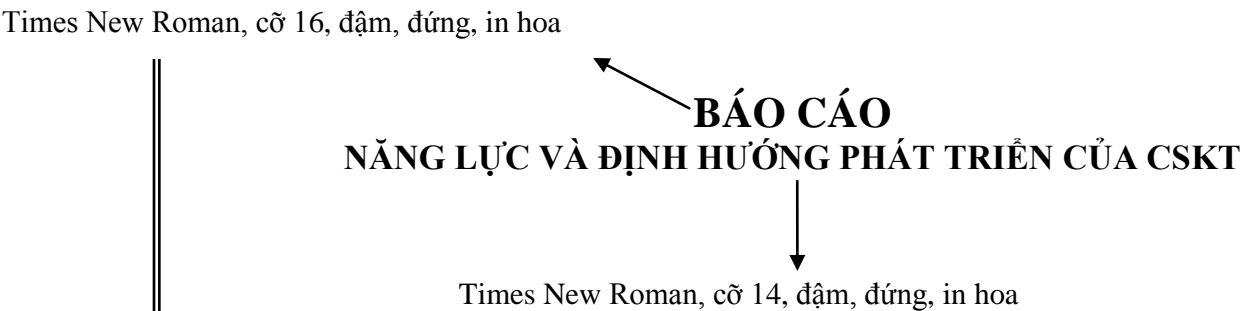 Times New Roman, cỡ 16, đậm, đứng, in hoa
BÁO CÁO
NĂNG LỰC VÀ ĐỊNH HƯỚNG PHÁT TRIỂN CỦA CSKT
Times New Roman, cỡ 14, đậm, đứng, in hoa